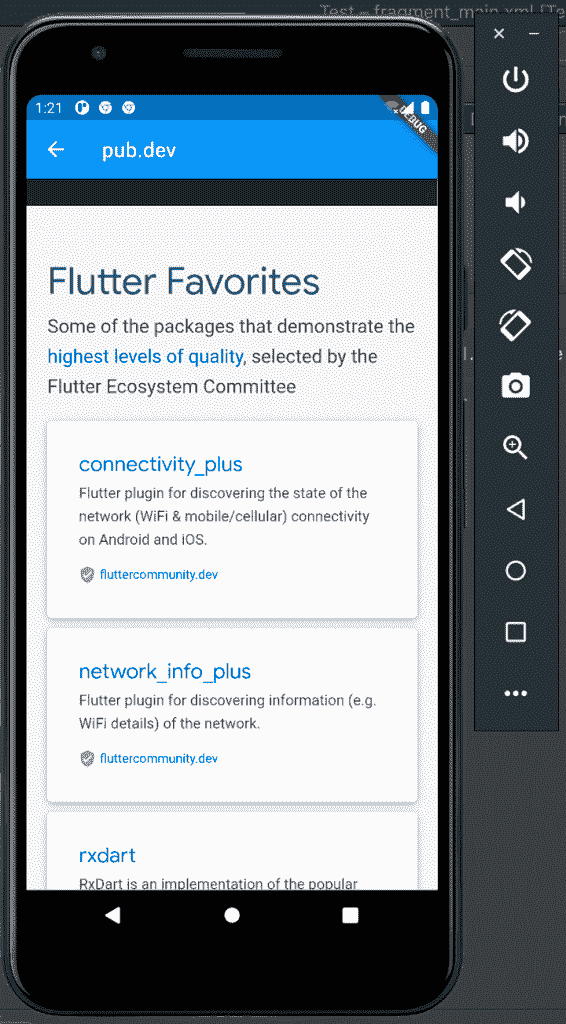 Test – fragment_main.xml [Te
1:21
DEBUG
pub.dev
Flutter Favorites
Some of the packages that demonstrate the
highest levels of quality, selected by the
Flutter Ecosystem Committee
connectivity_plus
Flutter plugin for discovering the state of the
network (WiFi & mobile/cellular) connectivity
on Android and iOS.
fluttercommunity.dev
network_info_plus
Flutter plugin for discovering information (e.g.
WiFi details) of the network.
fluttercommunity.dev
rxdart
RxDart is an implementation of the popular